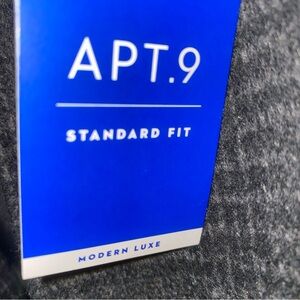 APT.9
STANDARD FIT
MODERN LUXE